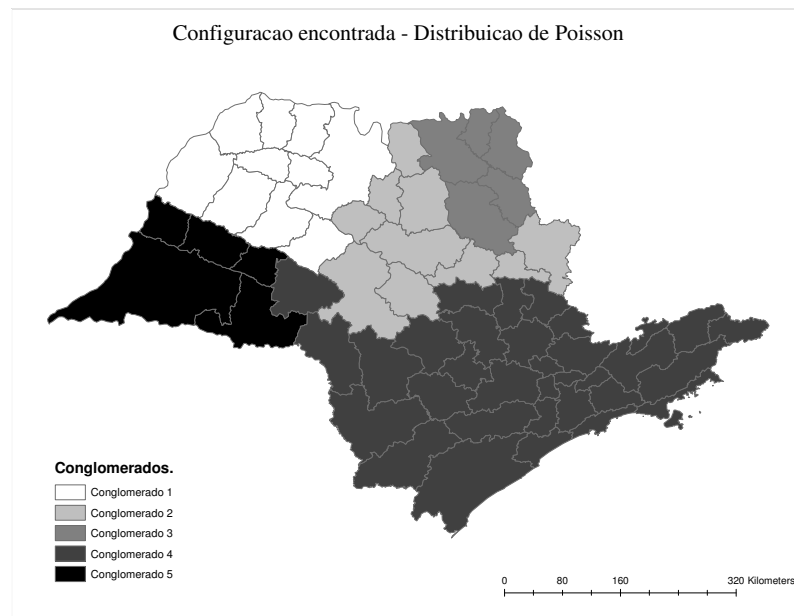 Configuracao encontrada - Distribuicao de Poisson
Conglomerados.
Conglomerado 1
Conglomerado 2
Conglomerado 3
Conglomerado 4
Conglomerado 5
0 80 160 320 Kilometers